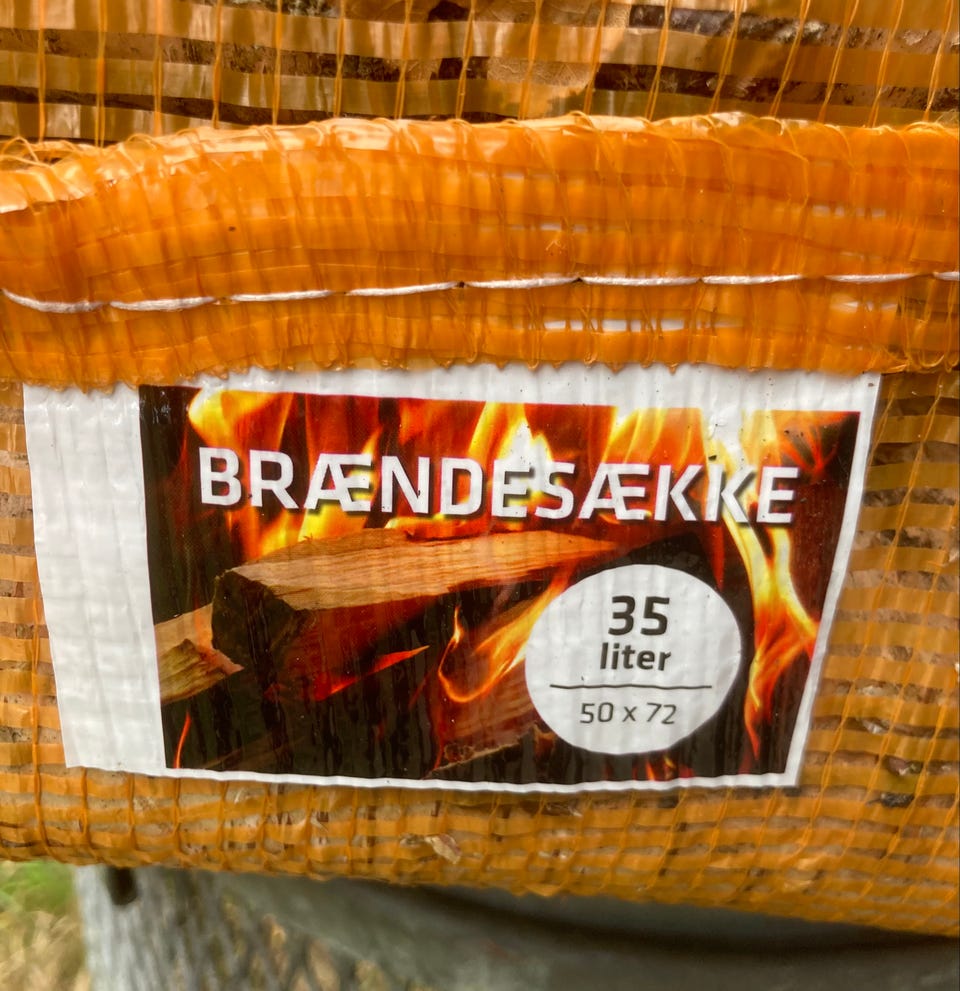 BRÆNDESÆKKE
35
liter
50 x 72